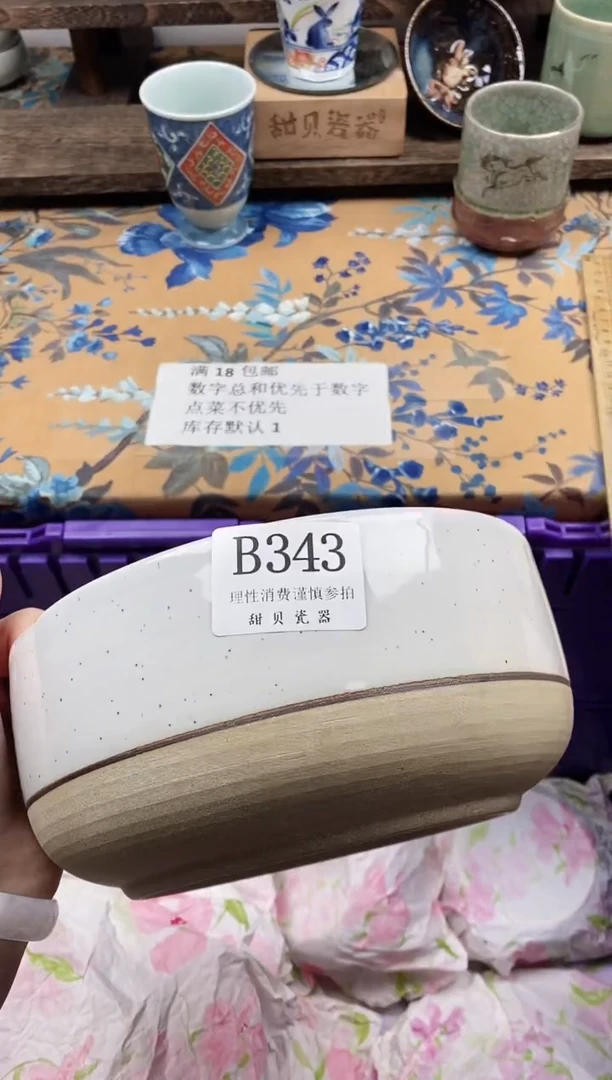 甜贝瓷器
满 18 包邮
数字总和优先于数字
点菜不优先
库存默认 1
B343
理性消费谨慎参拍
甜贝瓷器